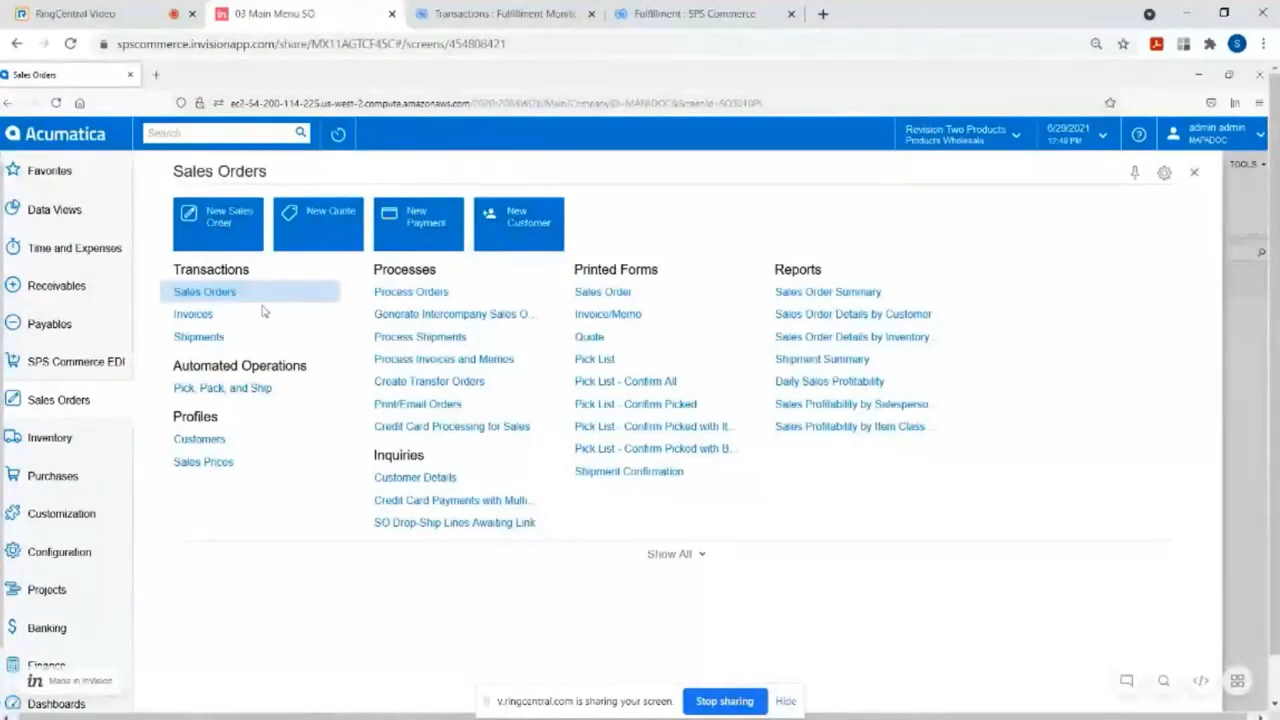 RingCentral Video
03 Main Menu SO
Transactions : Fulfillment Monito
Fulfillment : SPS Commerce
spscommerce.invisionapp.com/share/MX11AGTCF45C#/screens/454808421
S
Sales Orders
Acumatica
Search
Revision Two Products
Products Wholesale
6/29/2021
12:49 PM
admin admin
MAPADOC
Favorites
Data Views
Time and Expenses
Receivables
Payables
SPS Commerce EDI
Sales Orders
Inventory
Purchases
Customization
Configuration
Projects
Banking
Finance
Dashboards
in Made in InVision
Sales Orders
TOOLS
New Sales
Order
New Quote
New
Payment
New
Customer
Transactions
Sales Orders
Invoices
Shipments
Automated Operations
Pick, Pack, and Ship
Profiles
Customers
Sales Prices
Processes
Process Orders
Generate Intercompany Sales O...
Process Shipments
Process Invoices and Memos
Create Transfer Orders
Print/Email Orders
Credit Card Processing for Sales
Inquiries
Customer Details
Credit Card Payments with Multi...
SO Drop-Ship Lines Awaiting Link
Printed Forms
Sales Order
Invoice/Memo
Quote
Pick List
Pick List - Confirm All
Pick List - Confirm Picked
Pick List - Confirm Picked with It...
Pick List - Confirm Picked with B...
Shipment Confirmation
Reports
Sales Order Summary
Sales Order Details by Customer
Sales Order Details by Inventory
Shipment Summary
Daily Sales Profitability
Sales Profitability by Salesperso...
Sales Profitability by Item Class
Show All
v.ringcentral.com is sharing your screen.
Stop sharing
Hide